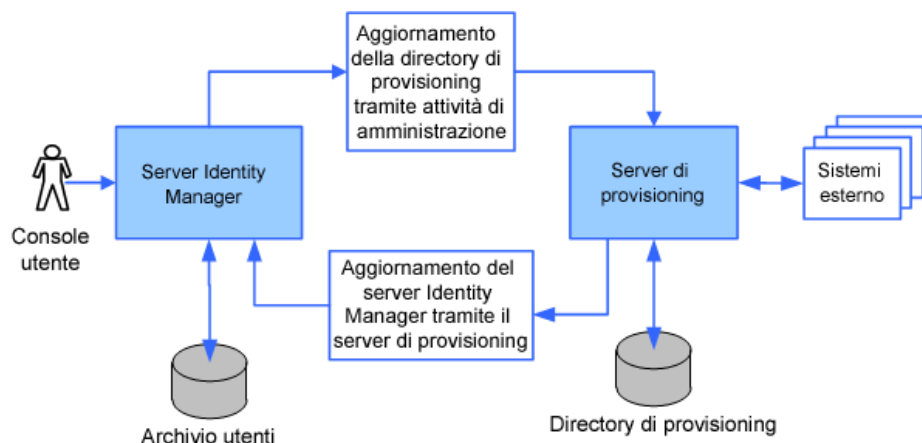 Aggiornamento
della directory di
provisioning
tramite attività di
amministrazione
Server Identity
Manager
Server di
provisioning
Sistemi
esterno
Console
utente
Aggiornamento del
server Identity
Manager tramite il
server di provisioning
Archivio utenti
Directory di provisioning